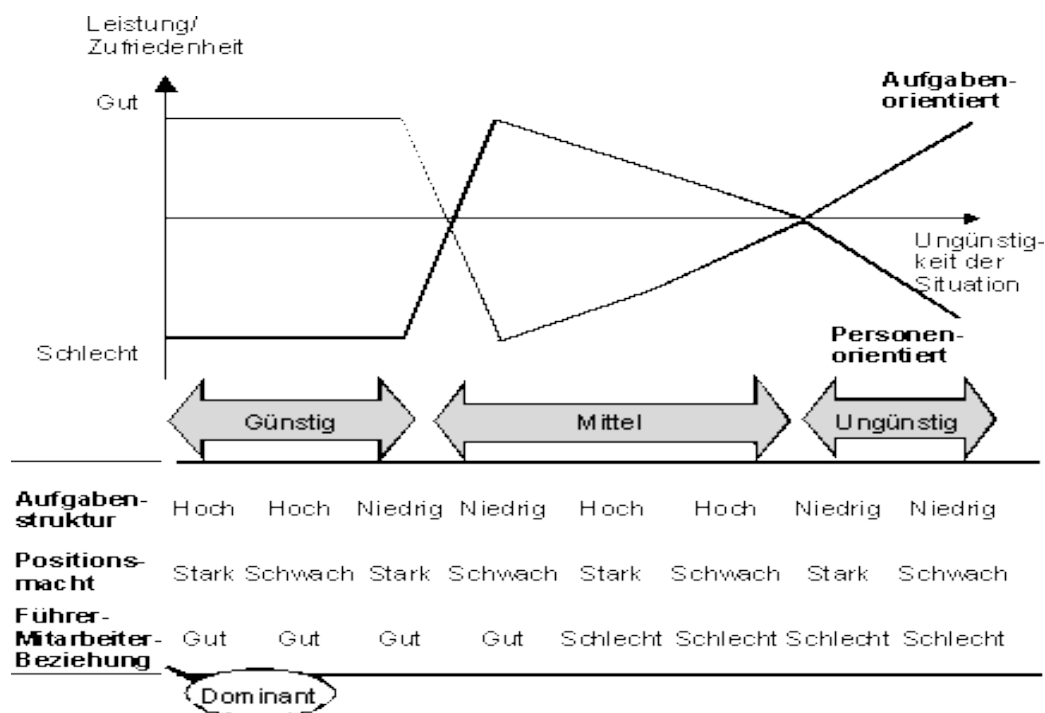 Leistung/
Zufriedenheit
Gut
Aufgaben-
orientiert
Ungünstig-
keit der
Situation
Schlecht
Personen-
orientiert
Günstig Mittel Ungünstig
Aufgaben-
struktur Hoch Hoch Niedrig Niedrig Hoch Hoch Niedrig Niedrig
Positions-
macht Stark Schwach Stark Schwach Stark Schwach Stark Schwach
Führer-
Mitarbeiter- Gut Gut Gut Gut Schlecht Schlecht Schlecht Schlecht
Beziehung
Dominant